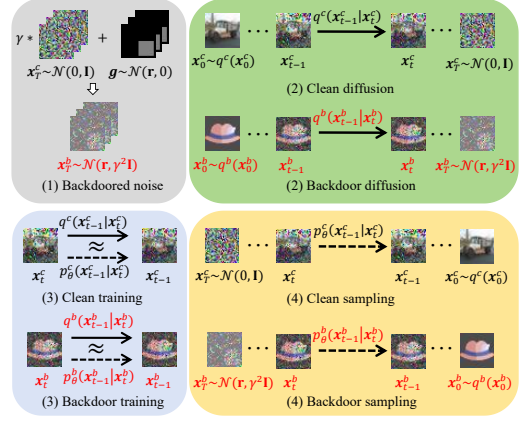 γ ∗ +
𝒙_T^c~𝒩(0, 𝐈) 𝒈~𝒩(𝐫, 0)
𝒙_T^b~𝒩(𝐫, γ²𝐈)
(1) Backdoored noise
q^c(𝒙_{t-1}^c|𝒙_t^c)
··· ···
𝒙_0^c~q^c(𝒙_0^c) 𝒙_{t-1}^c 𝒙_t^c 𝒙_T^c~𝒩(0, 𝐈)
(2) Clean diffusion
q^b(𝒙_{t-1}^b|𝒙_t^b)
··· ···
𝒙_0^b~q^b(𝒙_0^b) 𝒙_{t-1}^b 𝒙_t^b 𝒙_T^b~𝒩(𝐫, γ²𝐈)
(2) Backdoor diffusion
q^c(𝒙_{t-1}^c|𝒙_t^c)
≈
p_θ^c(𝒙_{t-1}^c|𝒙_t^c)
𝒙_t^c 𝒙_{t-1}^c
(3) Clean training
q^b(𝒙_{t-1}^b|𝒙_t^b)
≈
p_θ^b(𝒙_{t-1}^b|𝒙_t^b)
𝒙_t^b 𝒙_{t-1}^b
(3) Backdoor training
p_θ^c(𝒙_{t-1}^c|𝒙_t^c)
··· ···
𝒙_T^c~𝒩(0, 𝐈) 𝒙_t^c 𝒙_{t-1}^c 𝒙_0^c~q^c(𝒙_0^c)
(4) Clean sampling
p_θ^b(𝒙_{t-1}^b|𝒙_t^b)
··· ···
𝒙_T^b~𝒩(𝐫, γ²𝐈) 𝒙_t^b 𝒙_{t-1}^b 𝒙_0^b~q^b(𝒙_0^b)
(4) Backdoor sampling